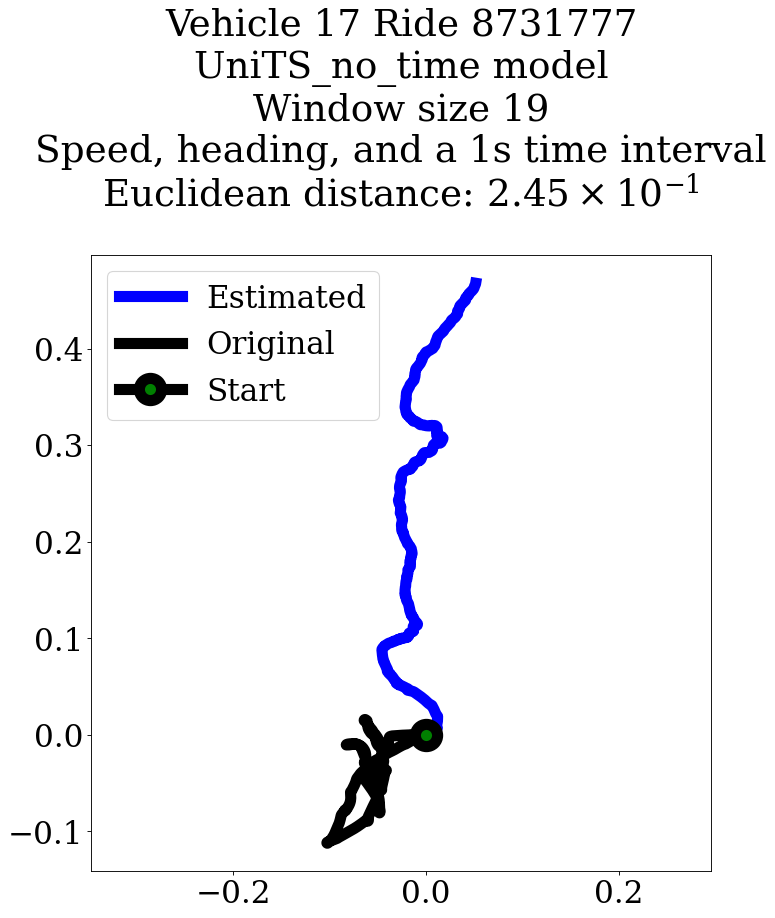 Vehicle 17 Ride 8731777
UniTS_no_time model
Window size 19
Speed, heading, and a 1s time interval
Euclidean distance: 2.45 × 10⁻¹
Estimated
Original
Start
0.4
0.3
0.2
0.1
0.0
−0.1
−0.2 0.0 0.2